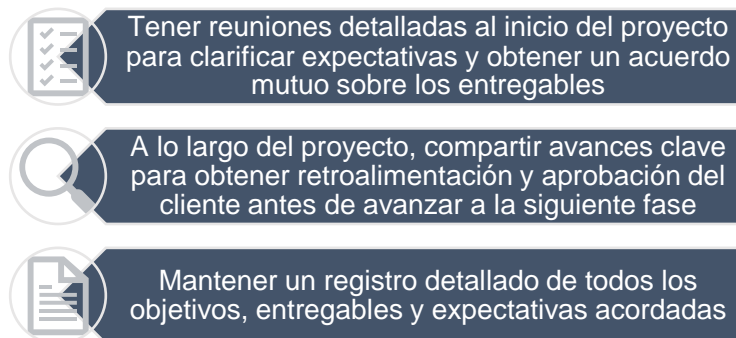 Tener reuniones detalladas al inicio del proyecto
para clarificar expectativas y obtener un acuerdo
mutuo sobre los entregables
A lo largo del proyecto, compartir avances clave
para obtener retroalimentación y aprobación del
cliente antes de avanzar a la siguiente fase
Mantener un registro detallado de todos los
objetivos, entregables y expectativas acordadas